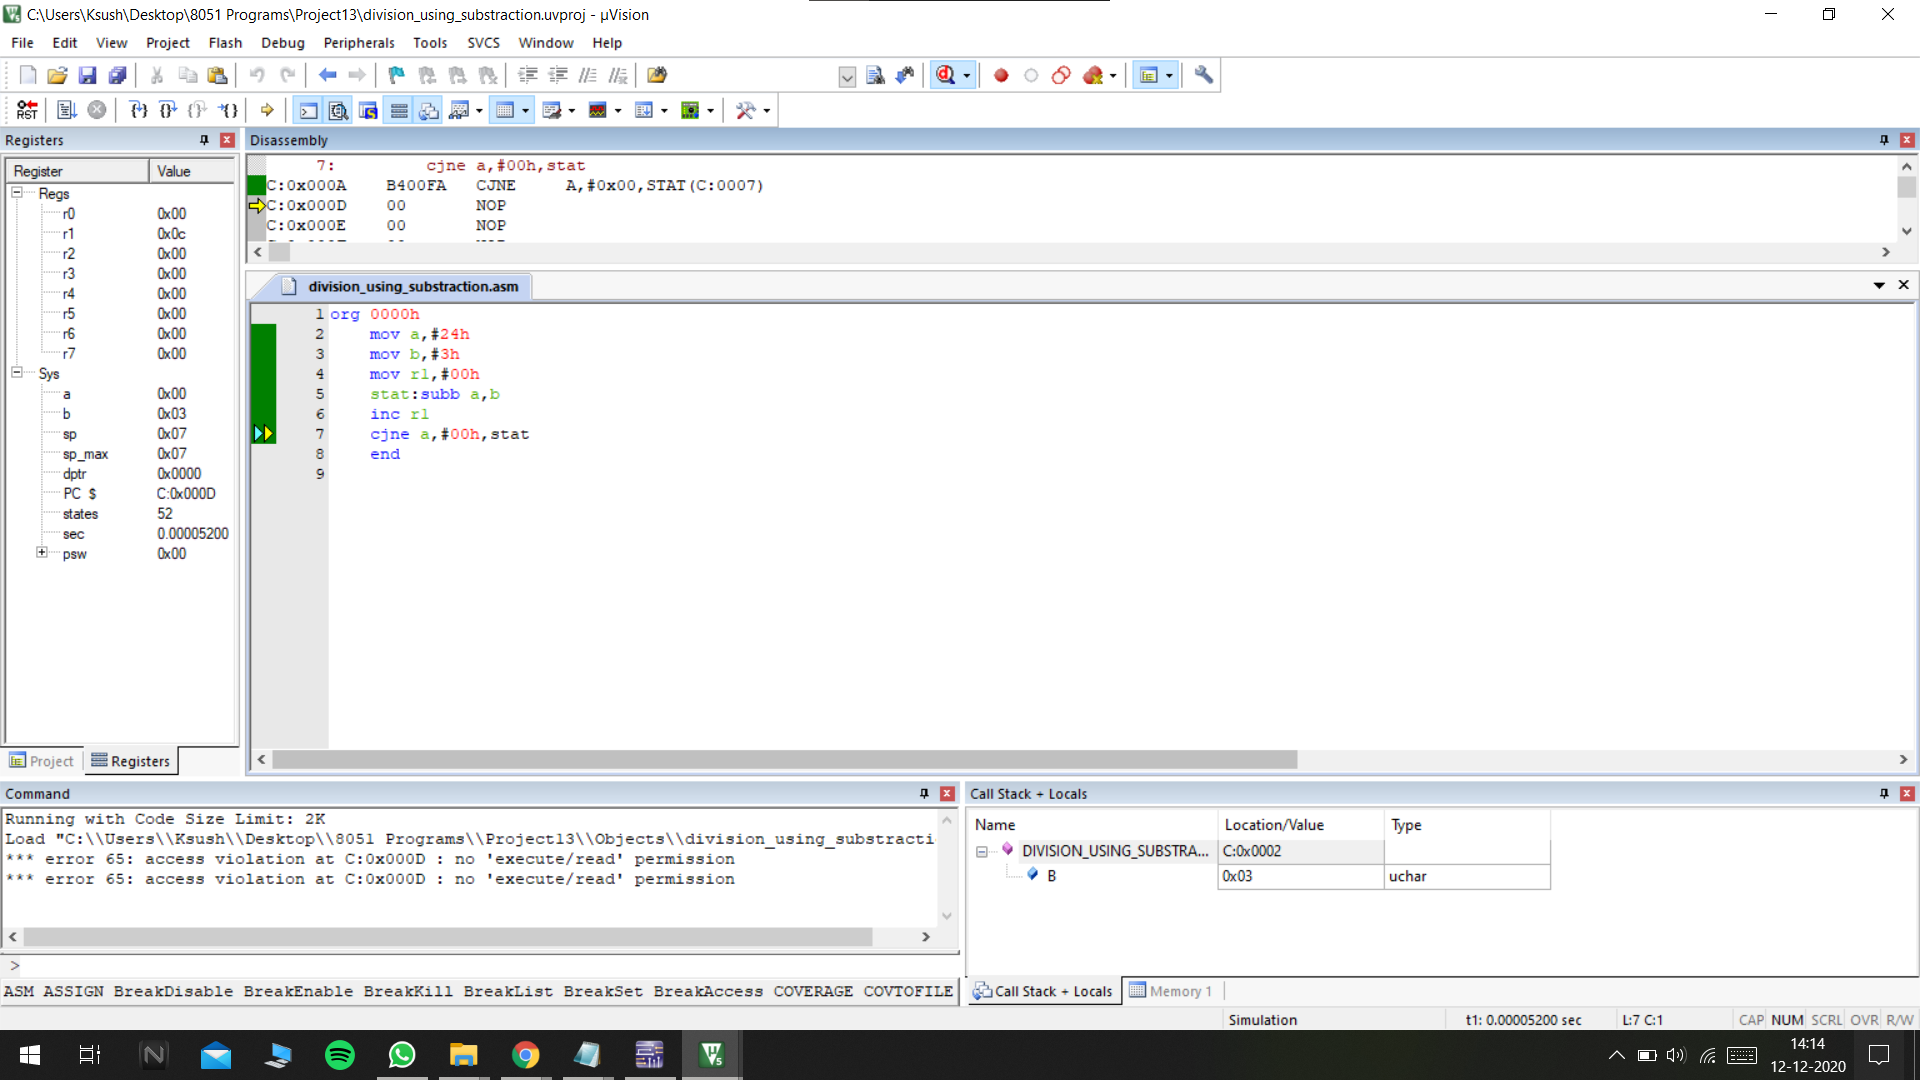 C:\Users\Ksush\Desktop\8051 Programs\Project13\division_using_substraction.uvproj - µVision
File Edit View Project Flash Debug Peripherals Tools SVCS Window Help
Registers
Register Value
Regs
r0 0x00
r1 0x0c
r2 0x00
r3 0x00
r4 0x00
r5 0x00
r6 0x00
r7 0x00
Sys
a 0x00
b 0x03
sp 0x07
sp_max 0x07
dptr 0x0000
PC $ C:0x000D
states 52
sec 0.00005200
psw 0x00
Project Registers
Disassembly
7: cjne a,#00h,stat
C:0x000A B400FA CJNE A,#0x00,STAT(C:0007)
C:0x000D 00 NOP
C:0x000E 00 NOP
division_using_substraction.asm
1 org 0000h
2 mov a,#24h
3 mov b,#3h
4 mov r1,#00h
5 stat:subb a,b
6 inc r1
7 cjne a,#00h,stat
8 end
9
Command
Running with Code Size Limit: 2K
Load "C:\\Users\\Ksush\\Desktop\\8051 Programs\\Project13\\Objects\\division_using_substracti
*** error 65: access violation at C:0x000D : no 'execute/read' permission
*** error 65: access violation at C:0x000D : no 'execute/read' permission
>
ASM ASSIGN BreakDisable BreakEnable BreakKill BreakList BreakSet BreakAccess COVERAGE COVTOFILE
Call Stack + Locals
Name Location/Value Type
DIVISION_USING_SUBSTRA... C:0x0002
B 0x03 uchar
Call Stack + Locals Memory 1
Simulation t1: 0.00005200 sec L:7 C:1 CAP NUM SCRL OVR R/W
14:14
12-12-2020